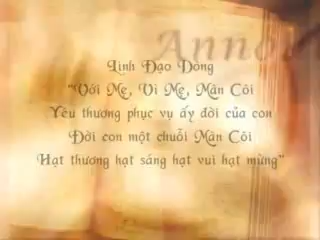 Anno
Linh Đạo Dòng
"Với Mẹ, Vì Mẹ, Mân Côi
Yêu thương phục vụ ấy đời của con
Đời con một chuỗi Mân Côi
Hạt thương hạt sáng hạt vui hạt mừng"